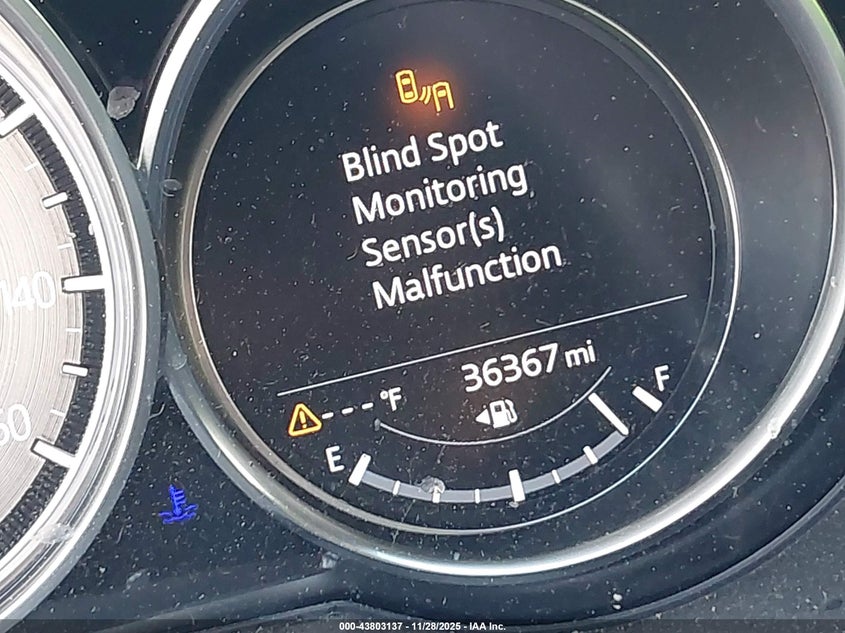 Blind Spot
Monitoring
Sensor(s)
Malfunction
140
36367 mi
---°F
F
E
000-43803137 - 11/28/2025 - IAA Inc.